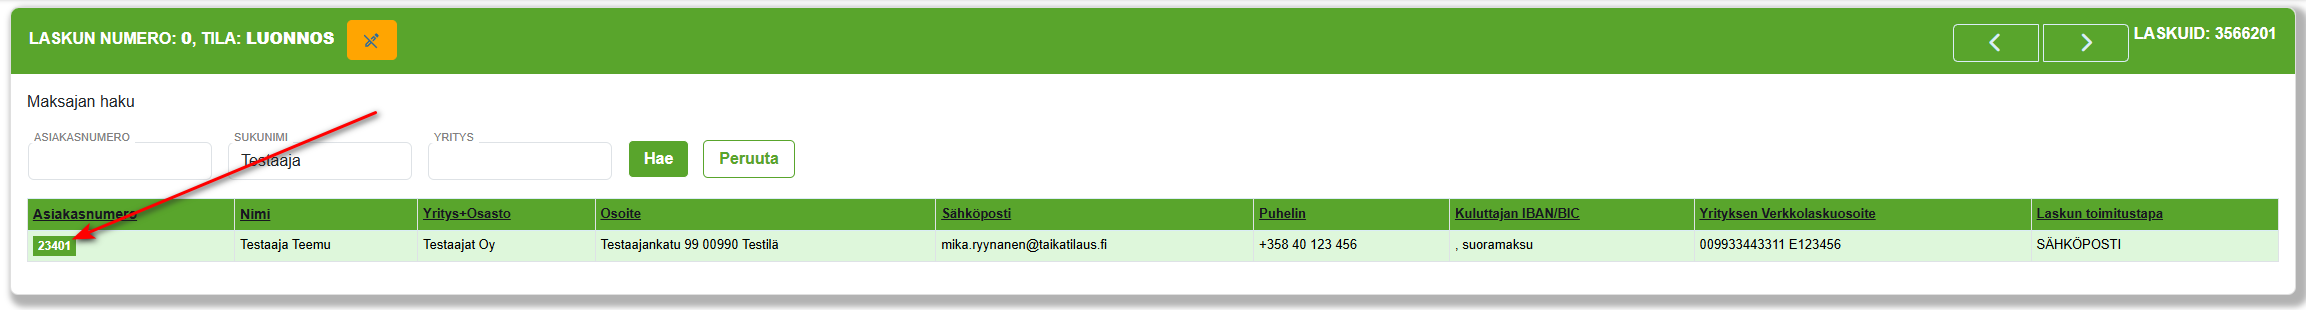 LASKUN NUMERO: 0, TILA: LUONNOS
LASKUID: 3566201
Maksajan haku
ASIAKASNUMERO SUKUNIMI YRITYS
Testaaja Hae Peruuta
Asiakasnumero Nimi Yritys+Osasto Osoite Sähköposti Puhelin Kuluttajan IBAN/BIC Yrityksen Verkkolaskuosoite Laskun toimitustapa
23401 Testaaja Teemu Testaajat Oy Testaajankatu 99 00990 Testilä mika.ryynanen@taikatilaus.fi +358 40 123 456 , suoramaksu 009933443311 E123456 SÄHKÖPOSTI